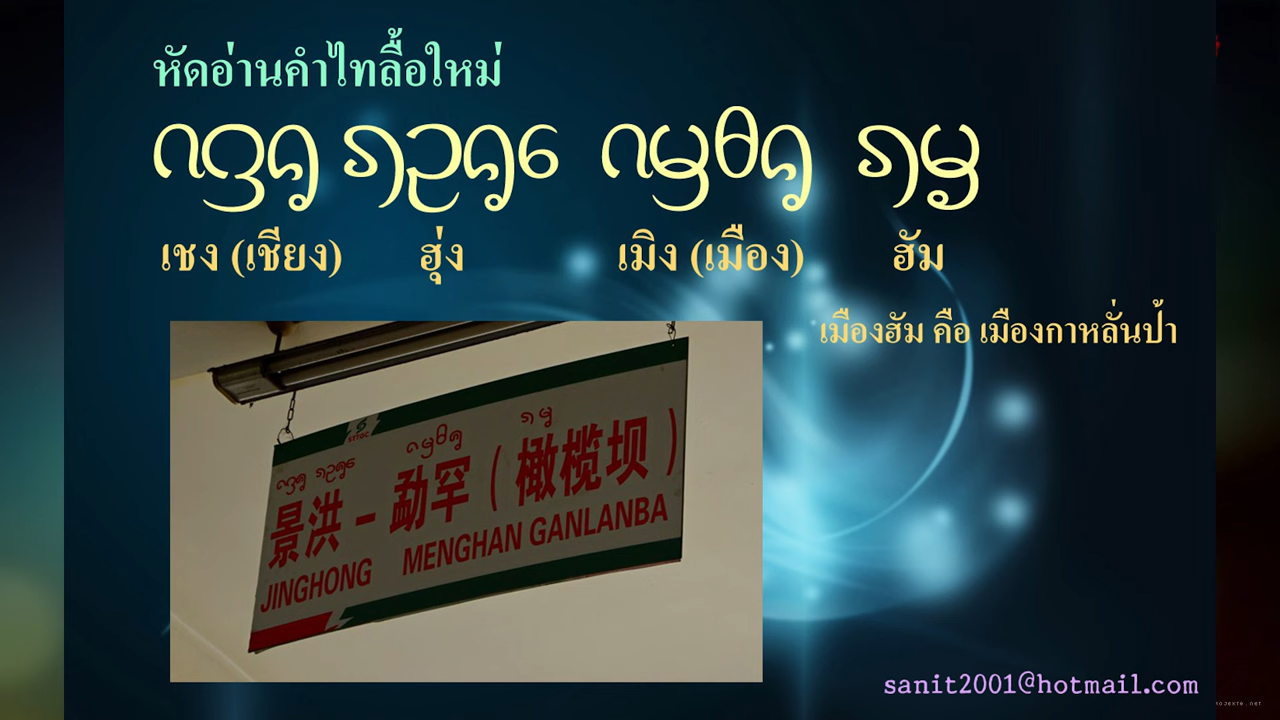 หัดอ่านคำไทลื้อใหม่
ᦵᦋᧂ ᦣᦳᧂᧈ ᦵᦙᦲᧂ ᦣᧄ
เชง (เชียง) ฮุ่ง เมิง (เมือง) ฮัม
เมืองฮัม คือ เมืองกาหลั่นป้า
ᦵᦋᧂ ᦣᦳᧂᧈ ᦵᦙᦲᧂ ᦣᧄ
景洪 – 勐罕（橄榄坝）
JINGHONG MENGHAN GANLANBA
sanit2001@hotmail.com